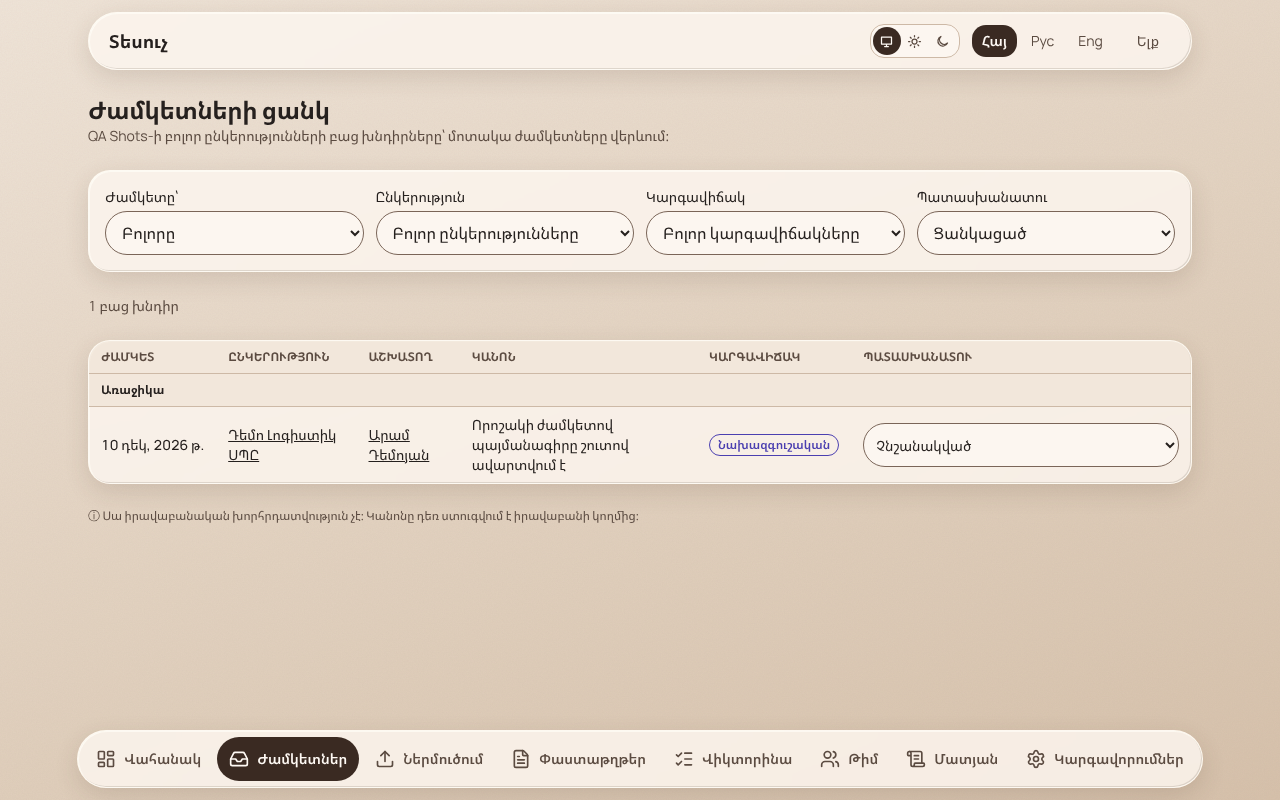 Տեսուչ
Հայ Рус Eng Ելք
Ժամկետների ցանկ
QA Shots-ի բոլոր ընկերությունների բաց խնդիրները՝ մոտակա ժամկետները վերևում։
Ժամկետը՝ Ընկերություն Կարգավիճակ Պատասխանատու
Բոլորը Բոլոր ընկերությունները Բոլոր կարգավիճակները Ցանկացած
1 բաց խնդիր
ԺԱՄԿԵՏ ԸՆԿԵՐՈՒԹՅՈՒՆ ԱՇԽԱՏՈՂ ԿԱՆՈՆ ԿԱՐԳԱՎԻՃԱԿ ՊԱՏԱՍԽԱՆԱՏՈՒ
Առաջիկա
10 դեկ, 2026 թ. Դեմո Լոգիստիկ ՍՊԸ Արամ Դեմոյան Որոշակի ժամկետով պայմանագիրը շուտով ավարտվում է Նախազգուշական Չնշանակված
ⓘ Սա իրավաբանական խորհրդատվություն չէ։ Կանոնը դեռ ստուգվում է իրավաբանի կողմից։
Վահանակ Ժամկետներ Ներմուծում Փաստաթղթեր Վիկտորինա Թիմ Մատյան Կարգավորումներ